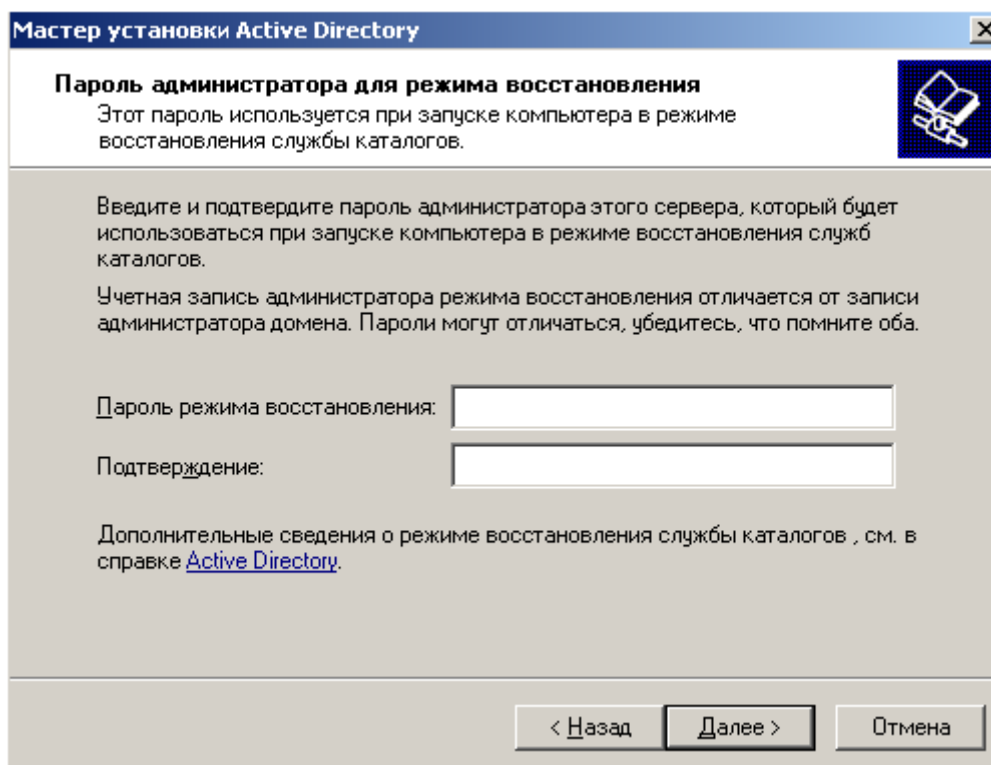 Мастер установки Active Directory
Пароль администратора для режима восстановления
Этот пароль используется при запуске компьютера в режиме
восстановления службы каталогов.
Введите и подтвердите пароль администратора этого сервера, который будет
использоваться при запуске компьютера в режиме восстановления служб
каталогов.
Учетная запись администратора режима восстановления отличается от записи
администратора домена. Пароли могут отличаться, убедитесь, что помните оба.
Пароль режима восстановления:
Подтверждение:
Дополнительные сведения о режиме восстановления службы каталогов , см. в
справке Active Directory.
< Назад Далее > Отмена